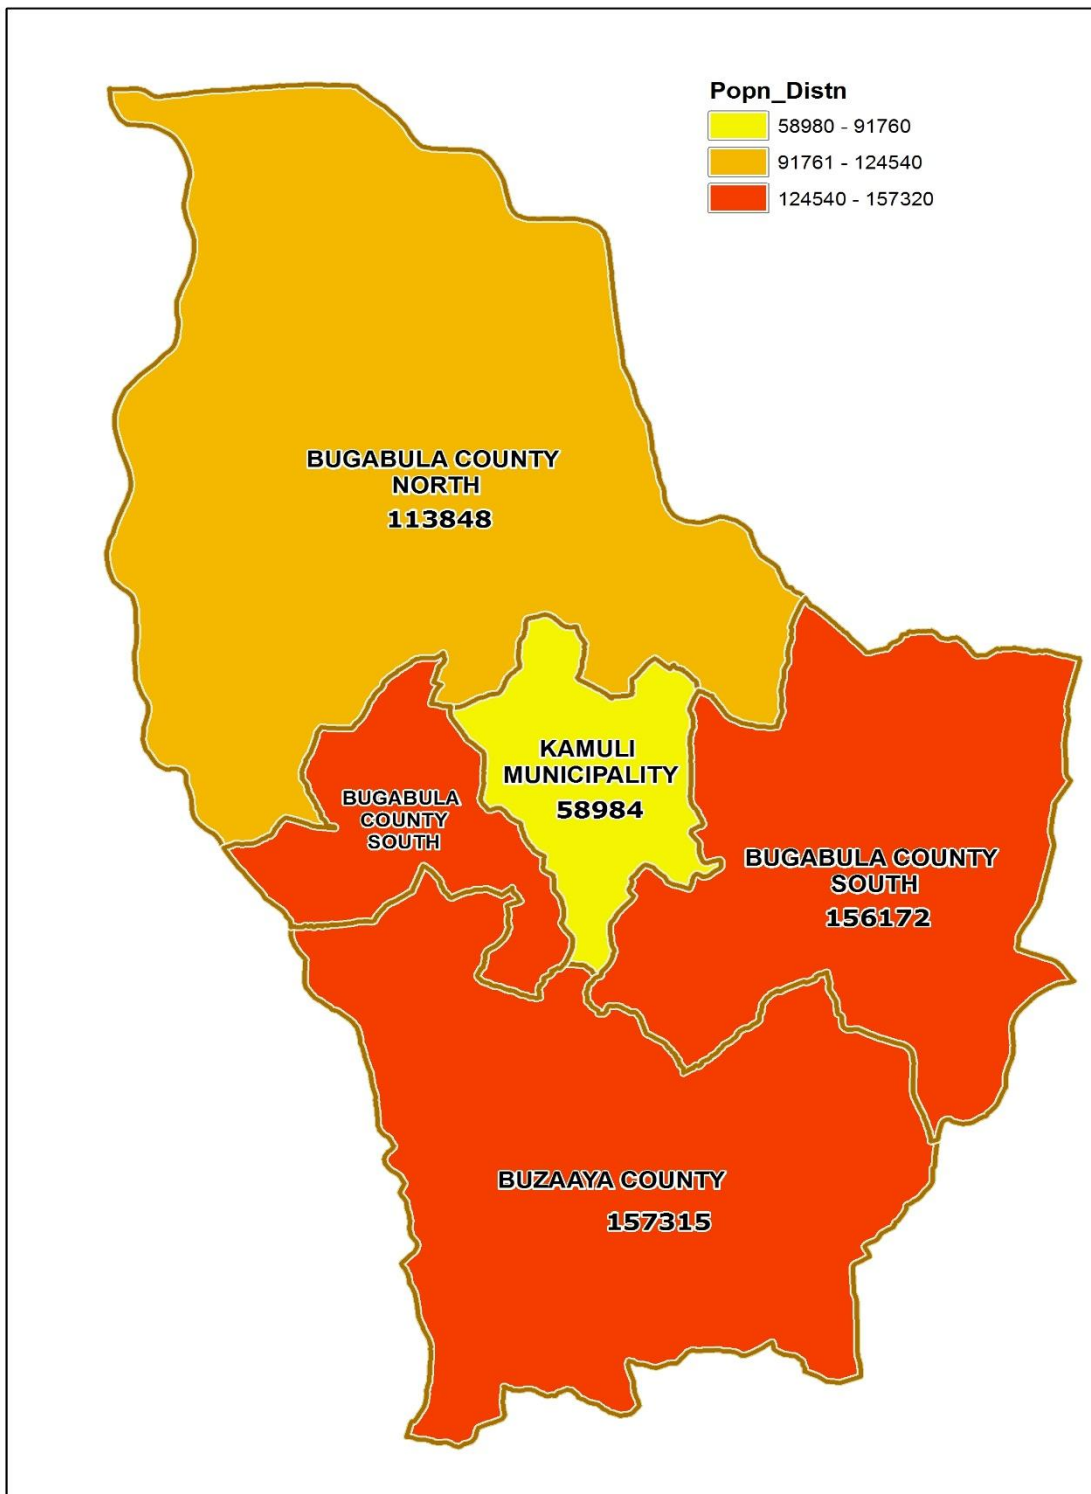 Popn_Distn
58980 - 91760
91761 - 124540
124540 - 157320
BUGABULA COUNTY
NORTH
113848
KAMULI
MUNICIPALITY
58984
BUGABULA
COUNTY
SOUTH
BUGABULA COUNTY
SOUTH
156172
BUZAAYA COUNTY
157315